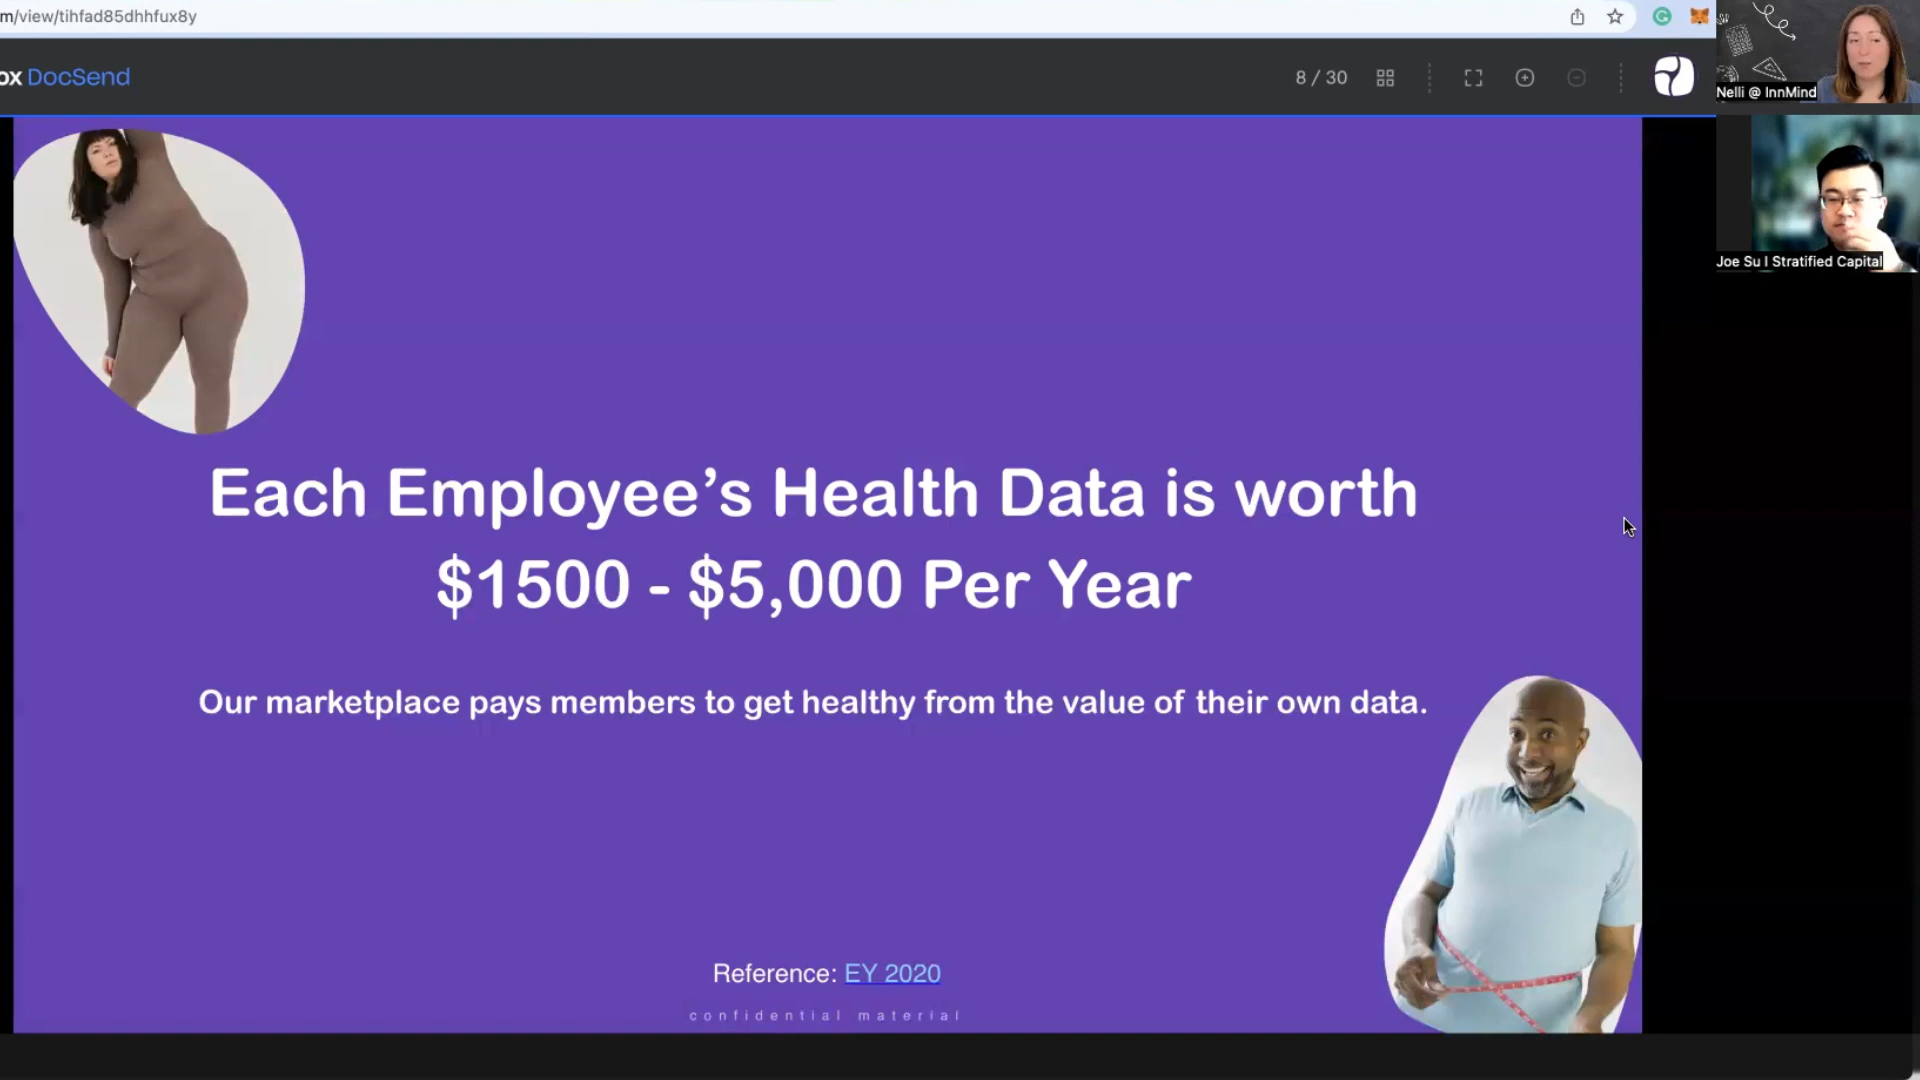 m/view/tihfad85dhhfux8y
ox DocSend
8 / 30
Nelli @ InnMind
Joe Su I Stratified Capital
Each Employee’s Health Data is worth
$1500 - $5,000 Per Year
Our marketplace pays members to get healthy from the value of their own data.
Reference: EY 2020
confidential material